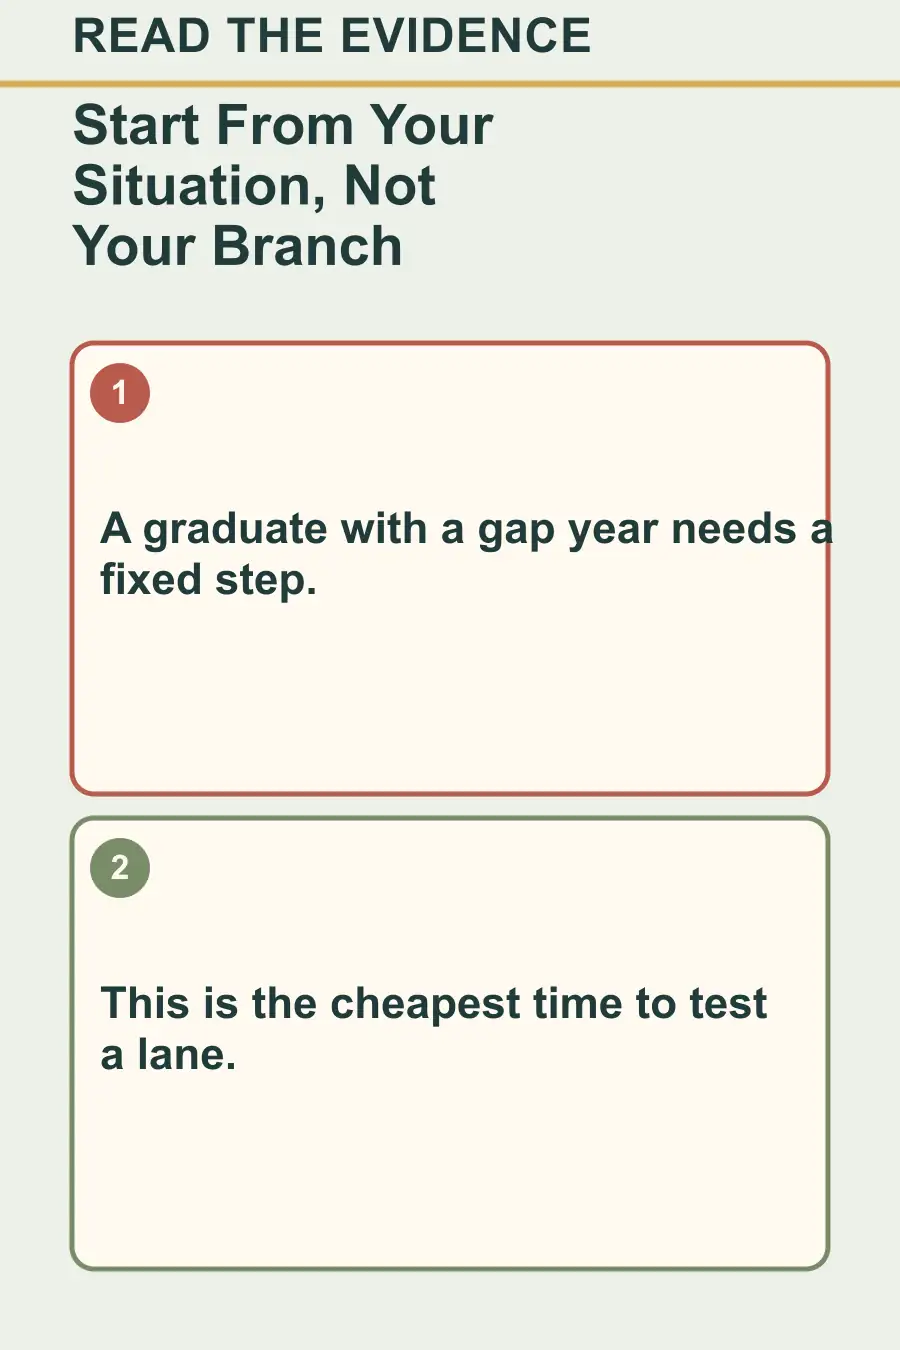 READ THE EVIDENCE
Start From Your
Situation, Not
Your Branch
1
A graduate with a gap year needs a
fixed step.
2
This is the cheapest time to test
a lane.